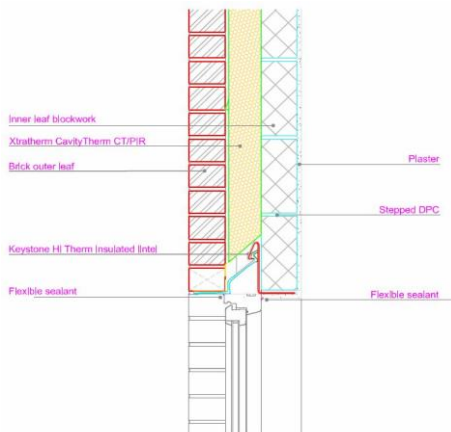 Inner leaf blockwork
Xtratherm CavityTherm CT/PIR
Brick outer leaf
Plaster
Stepped DPC
Keystone HI Therm Insulated lintel
Flexible sealant
Flexible sealant